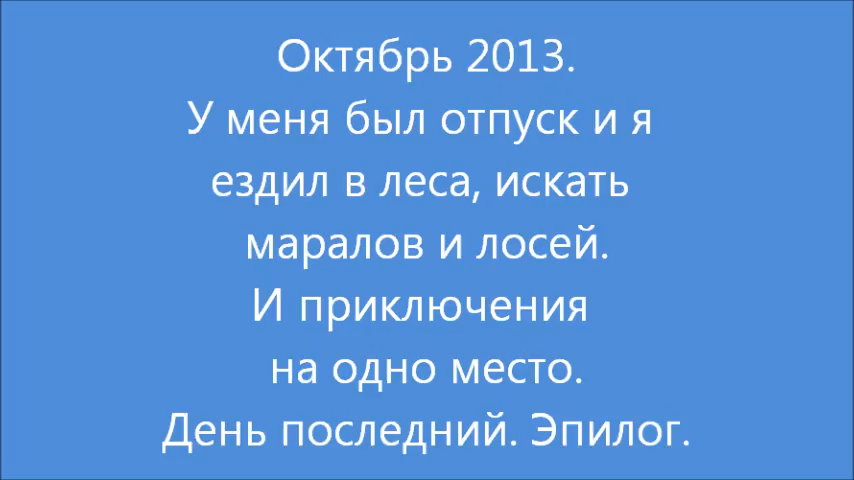 Октябрь 2013.
У меня был отпуск и я
ездил в леса, искать
маралов и лосей.
И приключения
на одно место.
День последний. Эпилог.